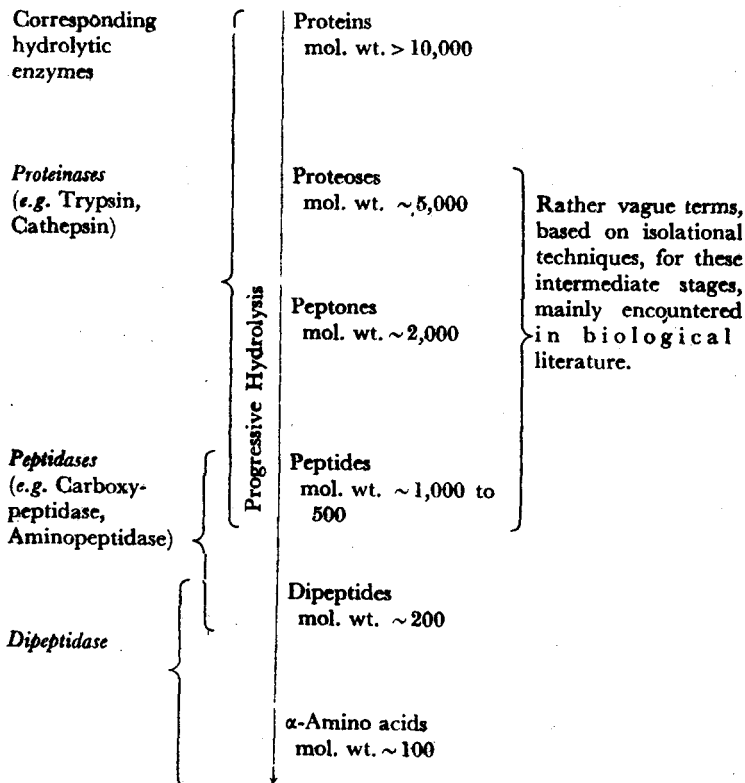 Corresponding
hydrolytic
enzymes
Proteins
mol. wt. > 10,000
Proteinases
(e.g. Trypsin,
Cathepsin)
Proteoses
mol. wt. ~5,000
Peptones
mol. wt. ~2,000
Rather vague terms,
based on isolational
techniques, for these
intermediate stages,
mainly encountered
in biological
literature.
Progressive Hydrolysis
Peptidases
(e.g. Carboxy-
peptidase,
Aminopeptidase)
Peptides
mol. wt. ~1,000 to
500
Dipeptides
mol. wt. ~200
Dipeptidase
α-Amino acids
mol. wt. ~100